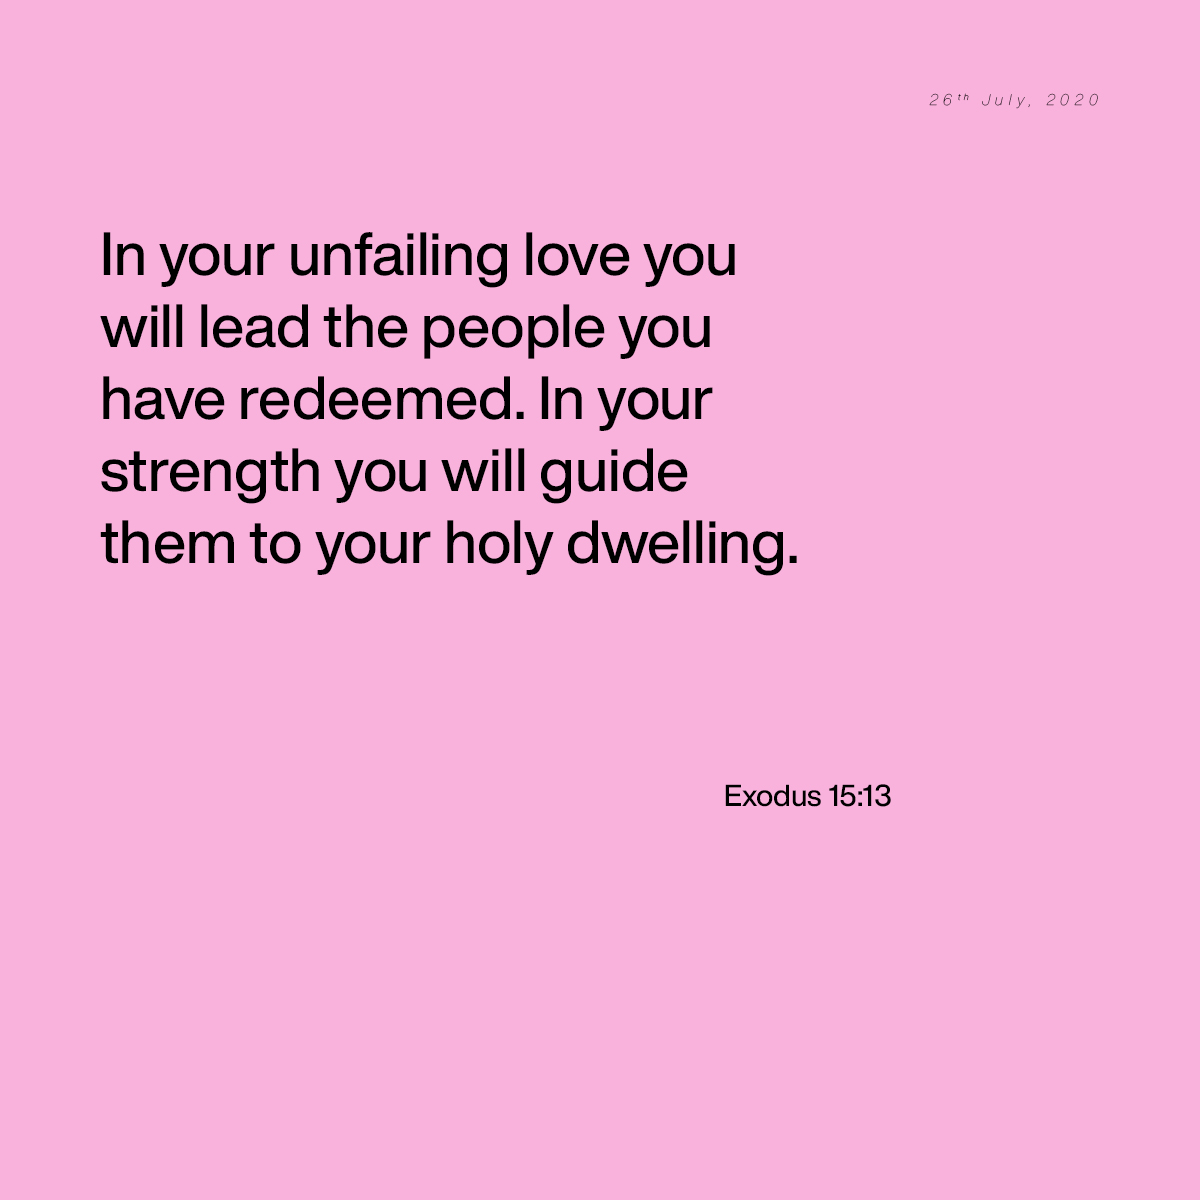 26th July, 2020
In your unfailing love you
will lead the people you
have redeemed. In your
strength you will guide
them to your holy dwelling.
Exodus 15:13